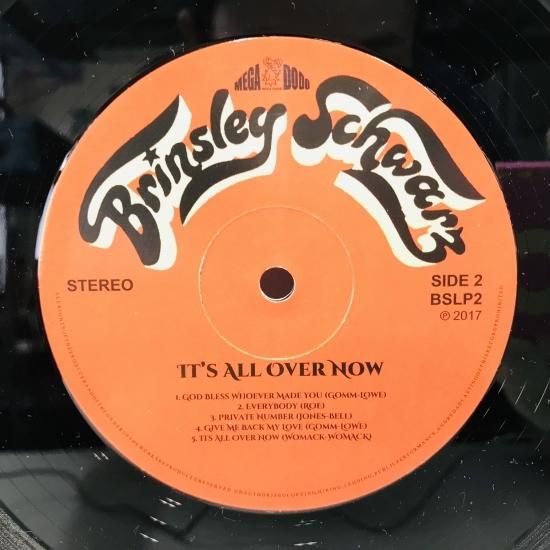 MEGA DODO
Brinsley Schwarz
STEREO
SIDE 2
BSLP2
℗ 2017
IT'S ALL OVER NOW
1. GOD BLESS WHOEVER MADE YOU (GOMM-LOWE)
2. EVERYBODY (ROE)
3. PRIVATE NUMBER (JONES-BELL)
4. GIVE ME BACK MY LOVE (GOMM-LOWE)
5. ITS ALL OVER NOW (WOMACK-WOMACK)